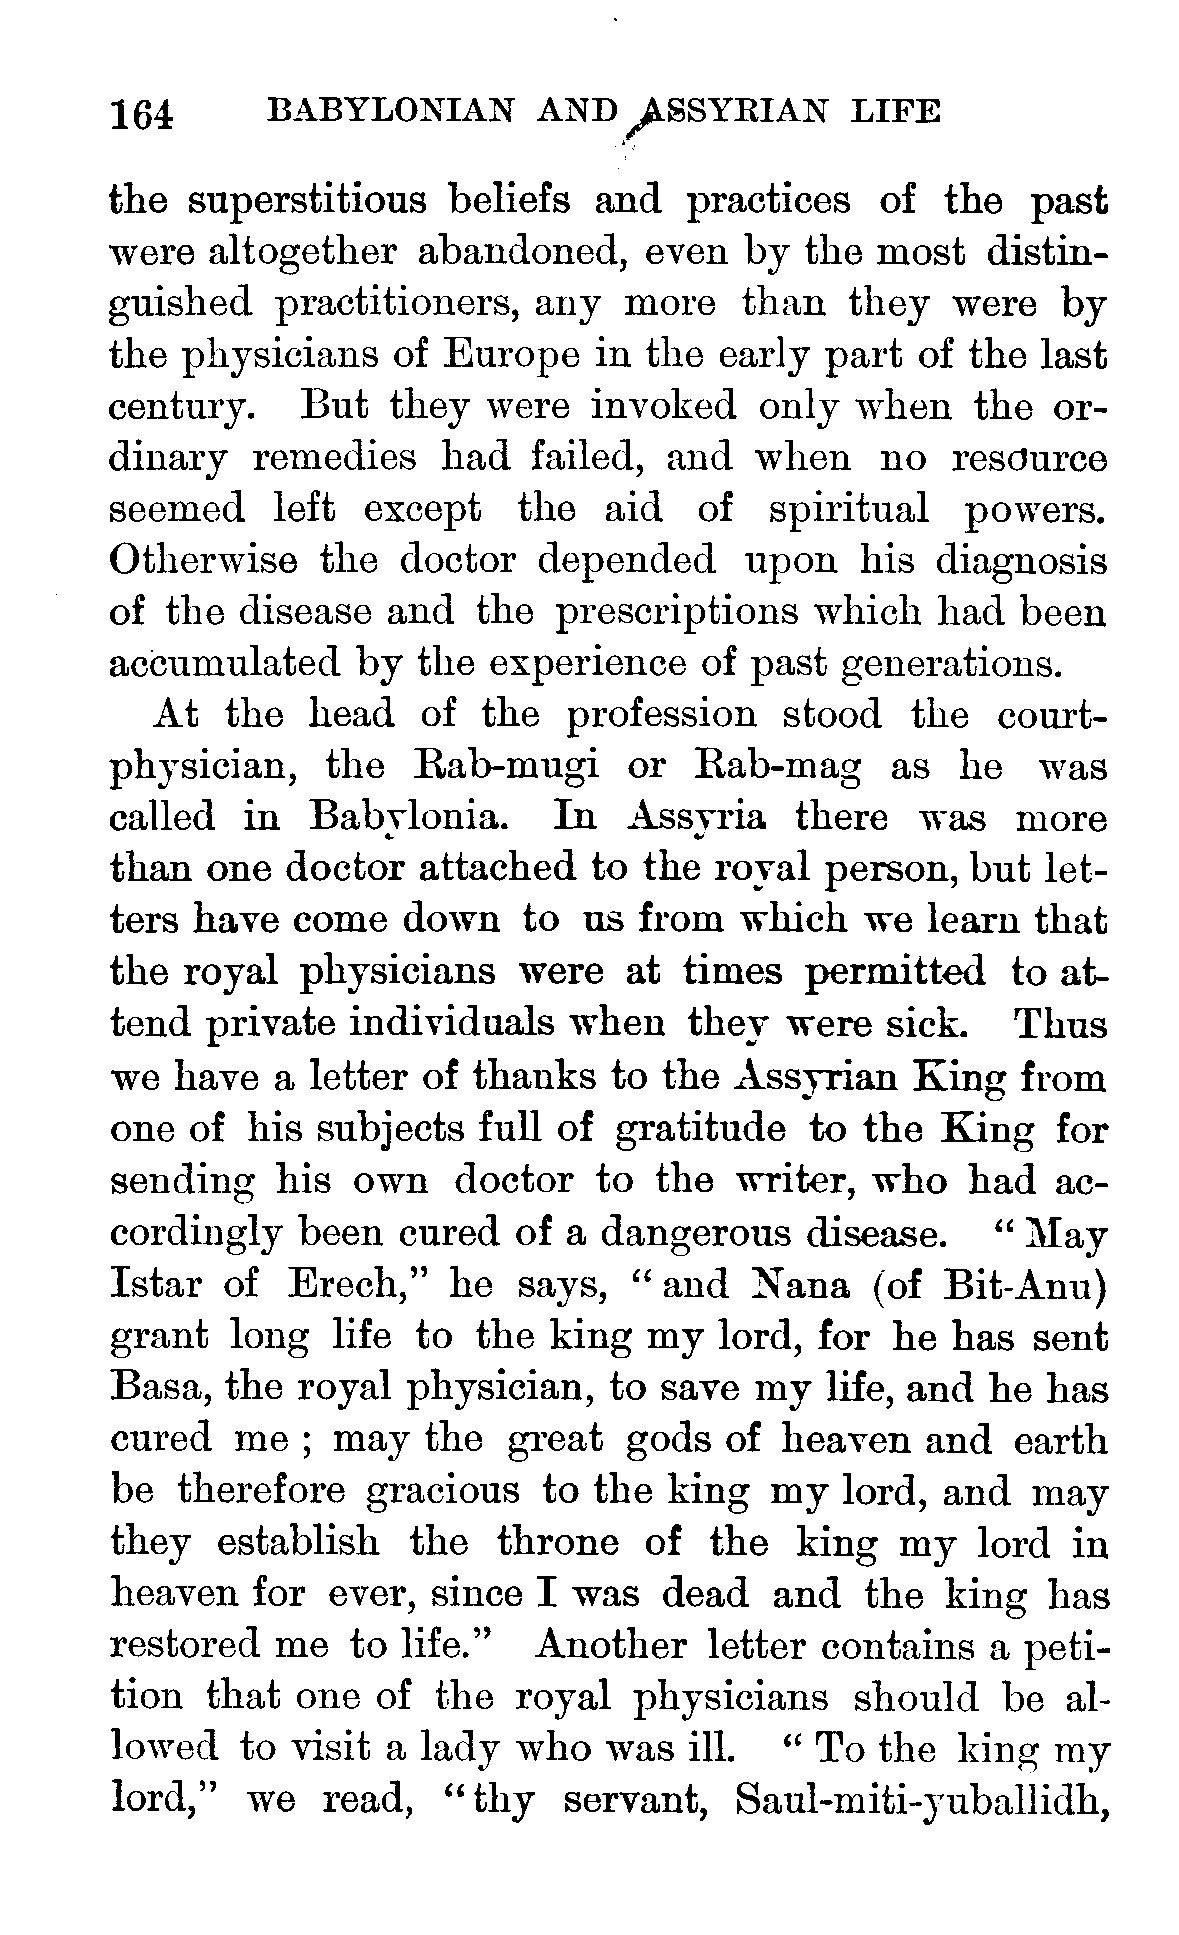 164 BABYLONIAN AND ASSYRIAN LIFE
the superstitious beliefs and practices of the past
were altogether abandoned, even by the most distin-
guished practitioners, any more than they were by
the physicians of Europe in the early part of the last
century. But they were invoked only when the or-
dinary remedies had failed, and when no resource
seemed left except the aid of spiritual powers.
Otherwise the doctor depended upon his diagnosis
of the disease and the prescriptions which had been
accumulated by the experience of past generations.
At the head of the profession stood the court-
physician, the Rab-mugi or Rab-mag as he was
called in Babylonia. In Assyria there was more
than one doctor attached to the royal person, but let-
ters have come down to us from which we learn that
the royal physicians were at times permitted to at-
tend private individuals when they were sick. Thus
we have a letter of thanks to the Assyrian King from
one of his subjects full of gratitude to the King for
sending his own doctor to the writer, who had ac-
cordingly been cured of a dangerous disease. “May
Istar of Erech,” he says, “and Nana (of Bit-Anu)
grant long life to the king my lord, for he has sent
Basa, the royal physician, to save my life, and he has
cured me ; may the great gods of heaven and earth
be therefore gracious to the king my lord, and may
they establish the throne of the king my lord in
heaven for ever, since I was dead and the king has
restored me to life.” Another letter contains a peti-
tion that one of the royal physicians should be al-
lowed to visit a lady who was ill. “To the king my
lord,” we read, “thy servant, Saul-miti-yuballidh,